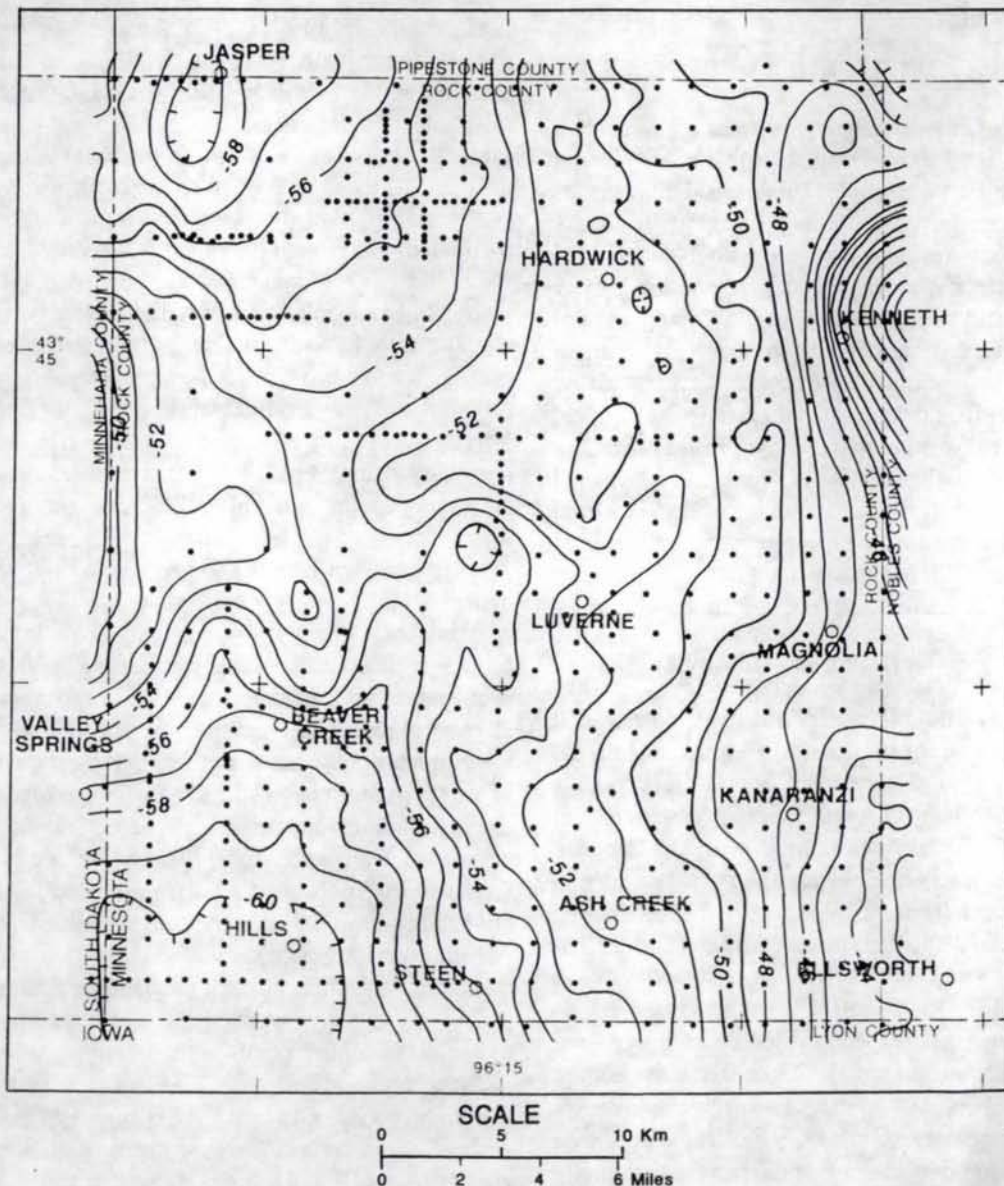 JASPER
PIPESTONE COUNTY
ROCK COUNTY
-58
-56
-50
-48
HARDWICK
KENNETH
43°
45
MINNEHAHA COUNTY
ROCK COUNTY
-54
-50
-52
-52
ROCK COUNTY
NOBLES COUNTY
-46
LUVERNE
MAGNOLIA
-54
VALLEY
SPRINGS
BEAVER
CREEK
-56
KANARANZI
-58
-56
-54
-52
-60
ASH CREEK
HILLS
SOUTH DAKOTA
MINNESOTA
STEEN
-50
-48
ELLSWORTH
IOWA
LYON COUNTY
96°15
SCALE
0 5 10 Km
0 2 4 6 Miles